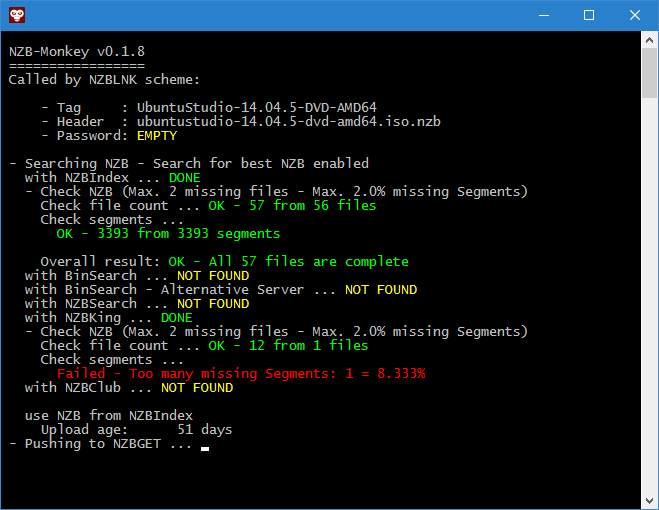 NZB-Monkey v0.1.8
=================
Called by NZBLNK scheme:
- Tag     : UbuntuStudio-14.04.5-DVD-AMD64
- Header  : ubuntustudio-14.04.5-dvd-amd64.iso.nzb
- Password: EMPTY
- Searching NZB - Search for best NZB enabled
with NZBIndex ... DONE
- Check NZB (Max. 2 missing files - Max. 2.0% missing Segments)
Check file count ... OK - 57 from 56 files
Check segments ...
OK - 3393 from 3393 segments
Overall result: OK - All 57 files are complete
with BinSearch ... NOT FOUND
with BinSearch - Alternative Server ... NOT FOUND
with NZBSearch ... NOT FOUND
with NZBKing ... DONE
- Check NZB (Max. 2 missing files - Max. 2.0% missing Segments)
Check file count ... OK - 12 from 1 files
Check segments ...
Failed - Too many missing Segments: 1 = 8.333%
with NZBClub ... NOT FOUND
use NZB from NZBIndex
Upload age:      51 days
- Pushing to NZBGET ...